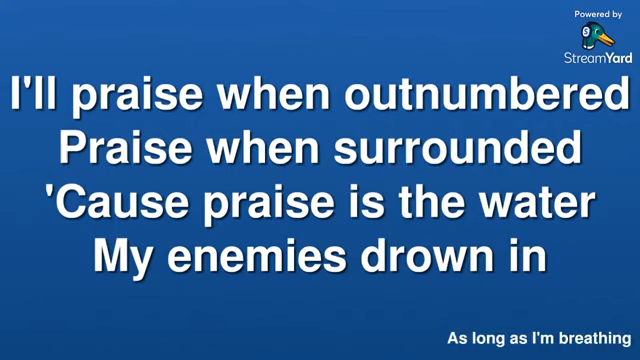 Powered by
StreamYard
I'll praise when outnumbered
Praise when surrounded
'Cause praise is the water
My enemies drown in
As long as I'm breathing